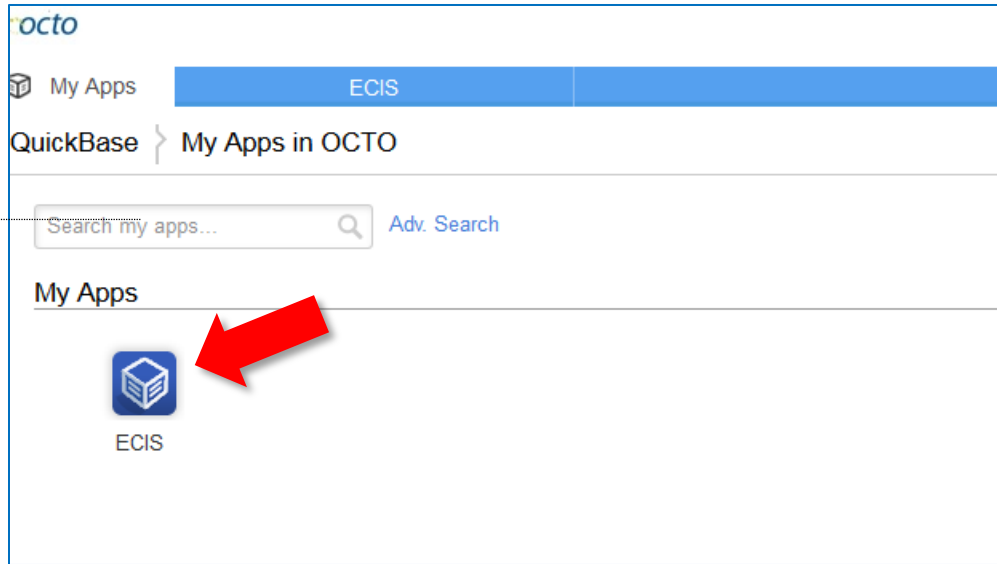 octo
My Apps ECIS
QuickBase My Apps in OCTO
Search my apps... Adv. Search
My Apps
ECIS